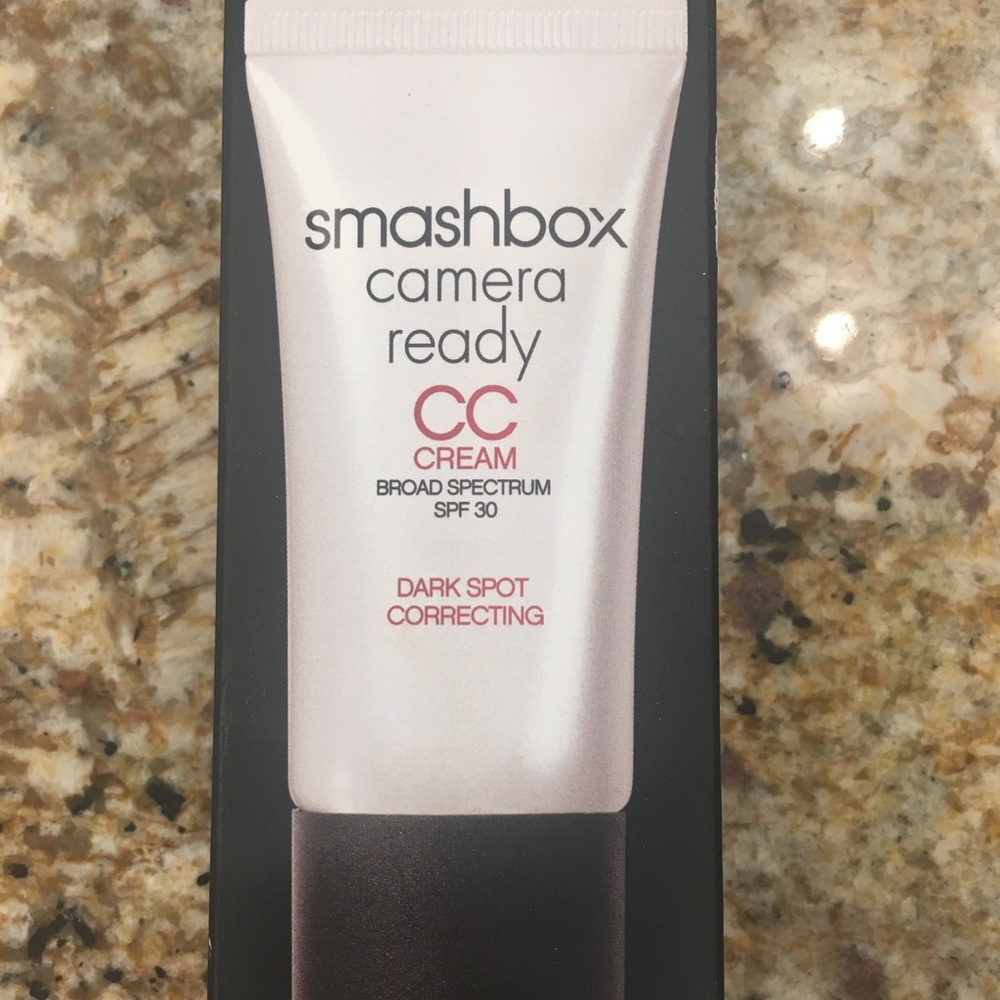 smashbox
camera
ready
CC
CREAM
BROAD SPECTRUM
SPF 30
DARK SPOT
CORRECTING